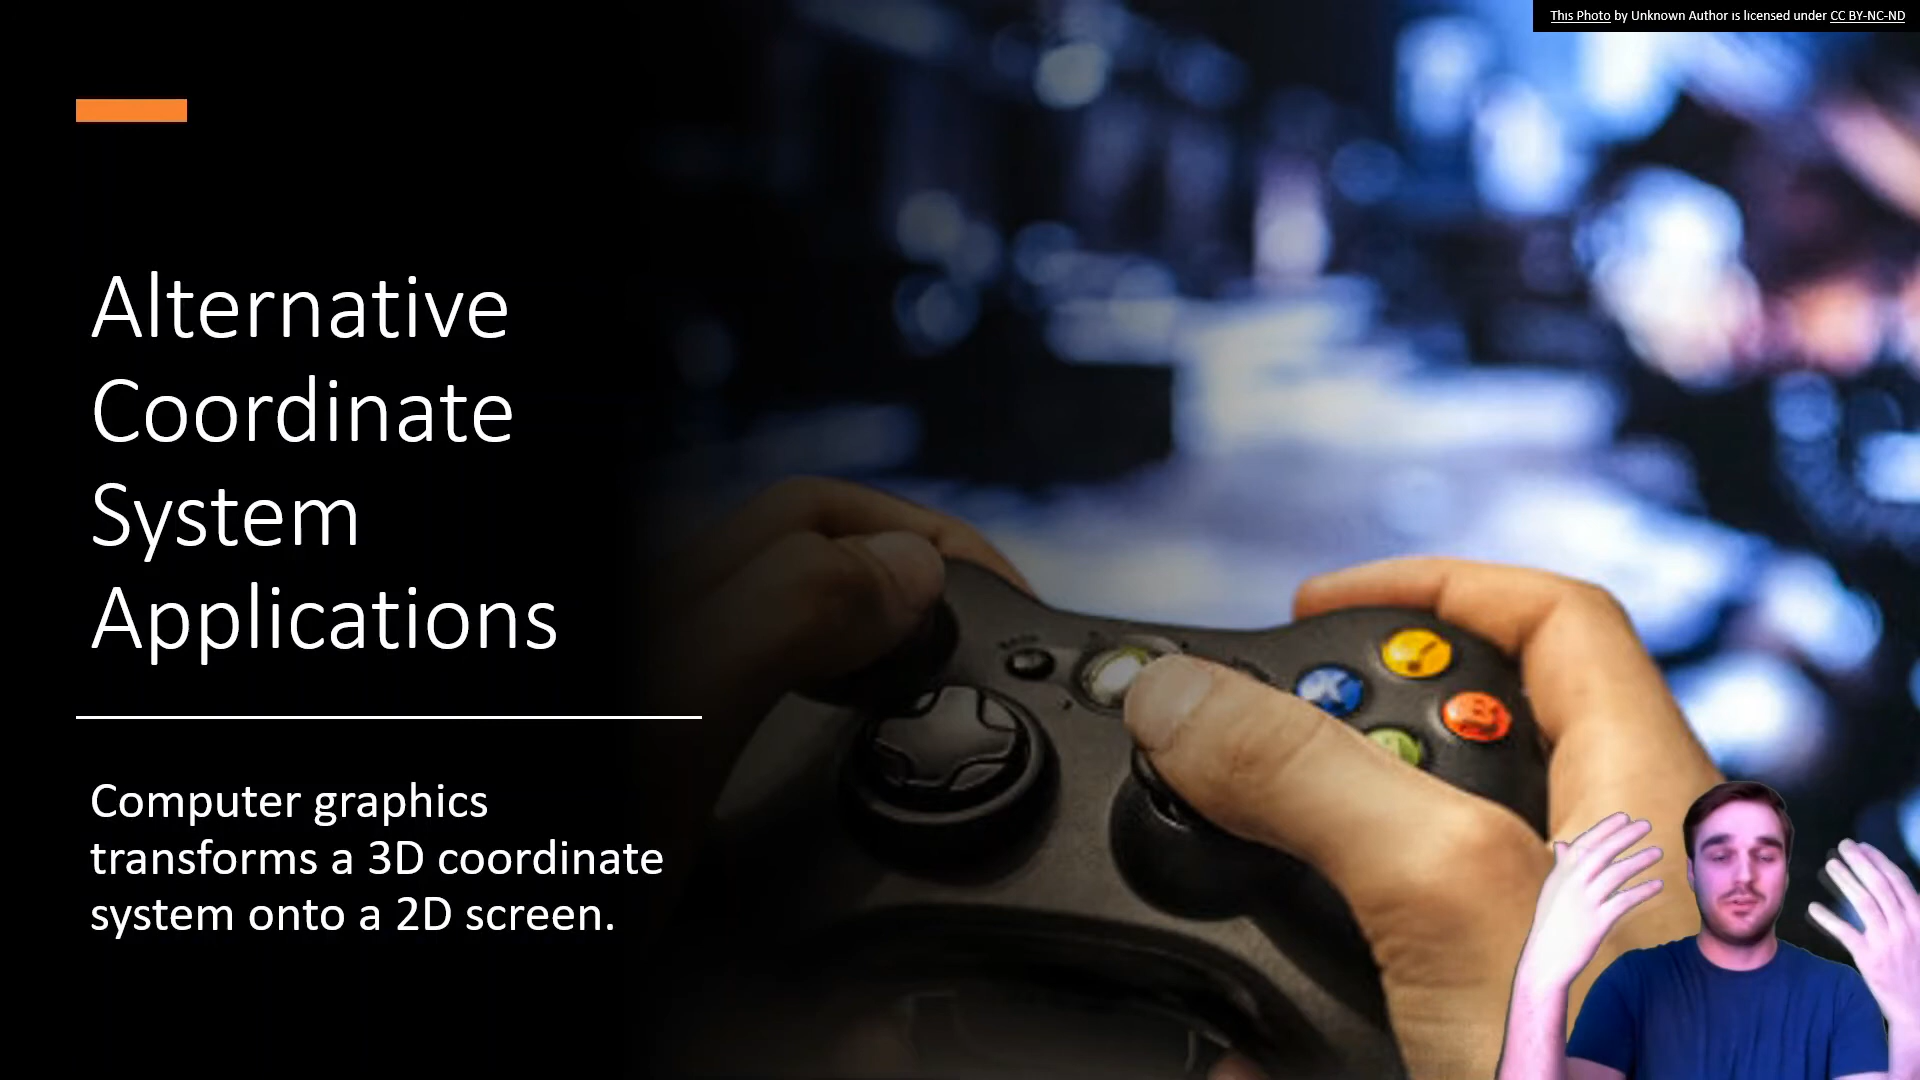 This Photo by Unknown Author is licensed under CC BY-NC-ND
Alternative
Coordinate
System
Applications
Computer graphics
transforms a 3D coordinate
system onto a 2D screen.
X
B